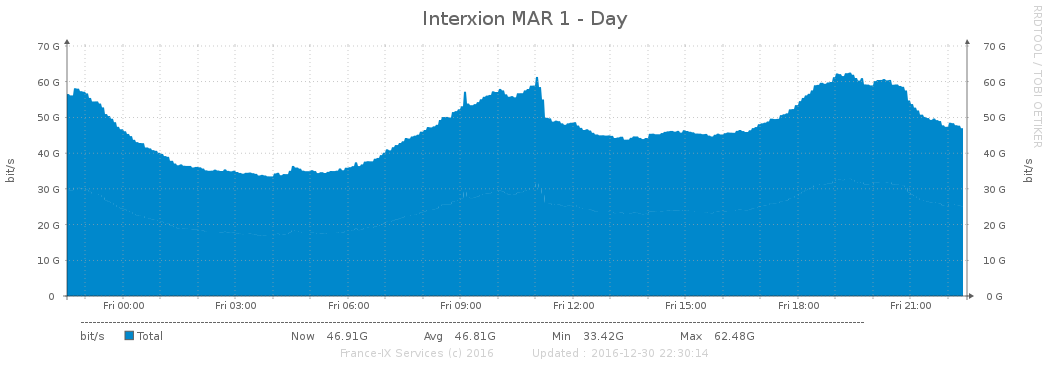 Interxion MAR 1 - Day
RRDTOOL / TOBI OETIKER
70 G 70 G
60 G 60 G
50 G 50 G
40 G 40 G
30 G 30 G
20 G 20 G
10 G 10 G
0 0 G
bit/s
bit/s
Fri 00:00 Fri 03:00 Fri 06:00 Fri 09:00 Fri 12:00 Fri 15:00 Fri 18:00 Fri 21:00
bit/s Total Now 46.91G Avg 46.81G Min 33.42G Max 62.48G
France-IX Services (c) 2016 Updated : 2016-12-30 22:30:14